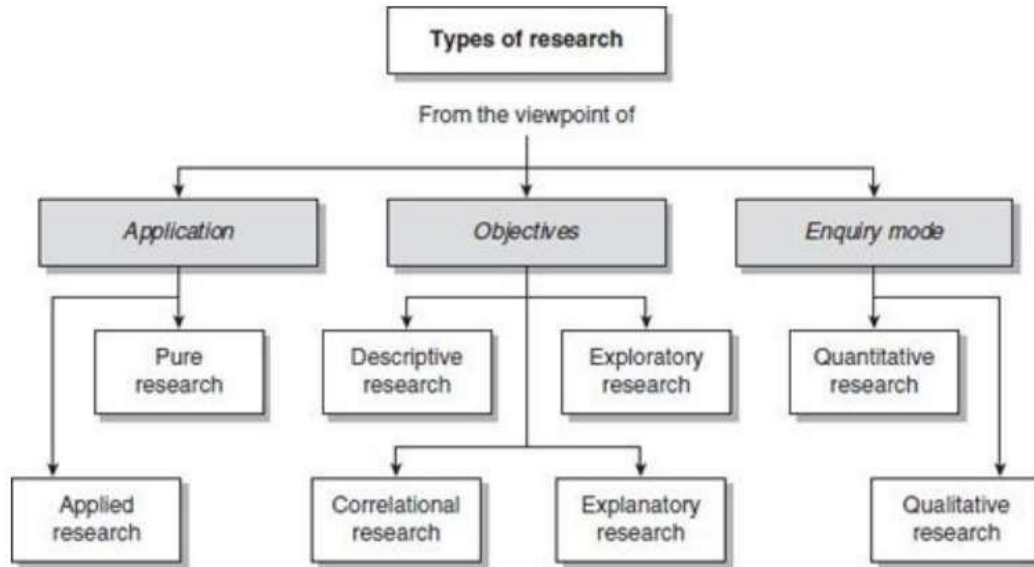 Types of research
From the viewpoint of
Application
Objectives
Enquiry mode
Pure
research
Descriptive
research
Exploratory
research
Quantitative
research
Applied
research
Correlational
research
Explanatory
research
Qualitative
research